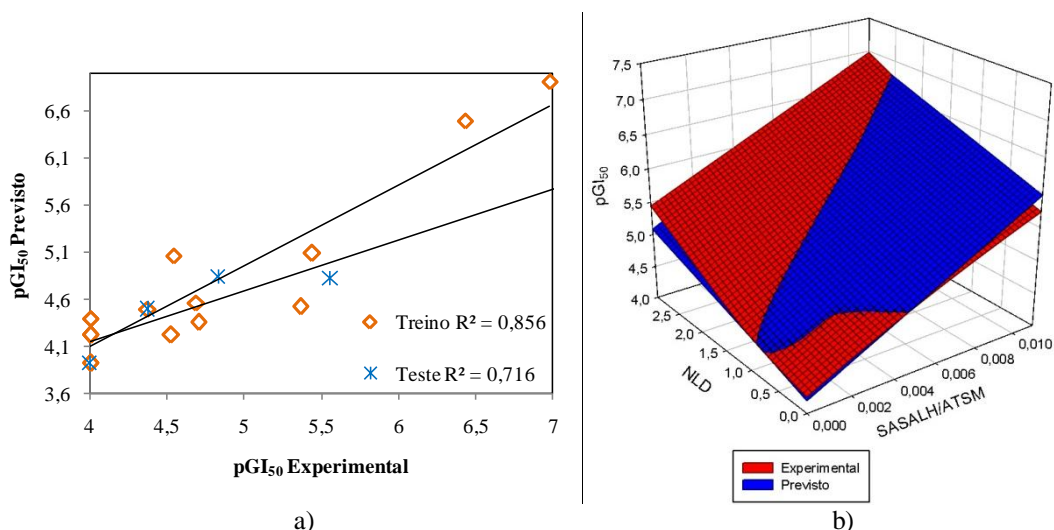 pGI₅₀ Previsto
6,6
6,1
5,6
5,1
4,6
4,1
3,6
4
4,5
5
5,5
6
6,5
7
pGI₅₀ Experimental
Treino R² = 0,856
Teste R² = 0,716
a)
b)
pGI₅₀
7,5
7,0
6,5
6,0
5,5
5,0
4,5
4,0
2,5
2,0
1,5
1,0
0,5
0,0
NLD
0,000
0,002
0,004
0,006
0,008
0,010
SASALH/ATSM
Experimental
Previsto
b)